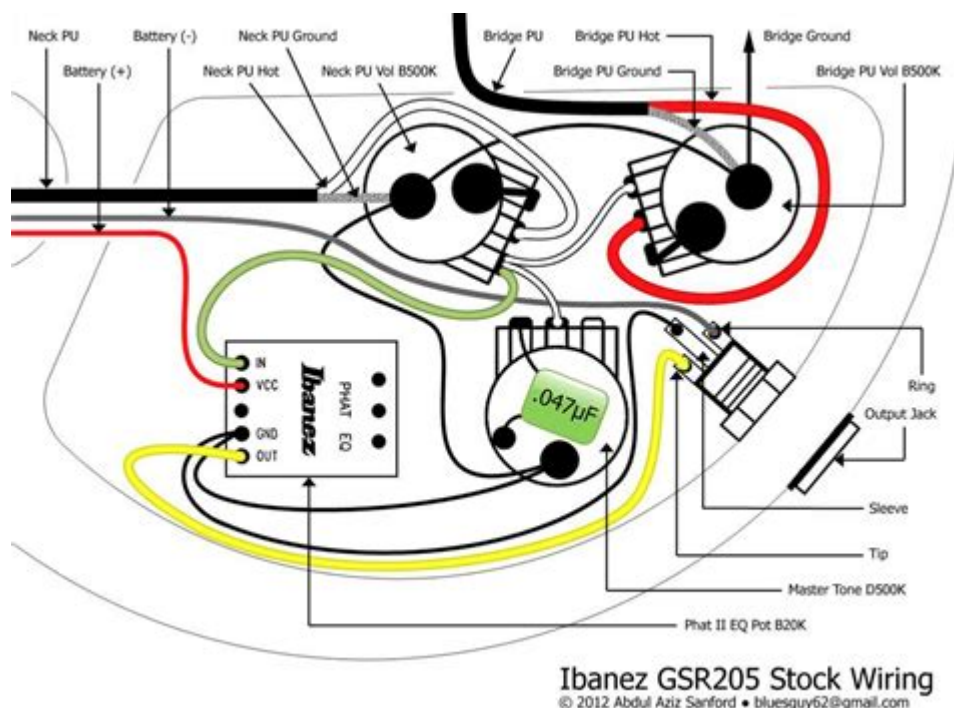 Neck PU
Battery (-)
Neck PU Ground
Bridge PU
Bridge PU Hot
Bridge Ground
Battery (+)
Neck PU Hot
Neck PU Vol B500K
Bridge PU Ground
Bridge PU Vol B500K
IN
VCC
GND
OUT
Ibanez
PHAT EQ
.047µF
Ring
Output Jack
Sleeve
Tip
Master Tone D500K
Phat II EQ Pot B20K
Ibanez GSR205 Stock Wiring
© 2012 Abdul Aziz Sanford • bluesguy62@gmail.com